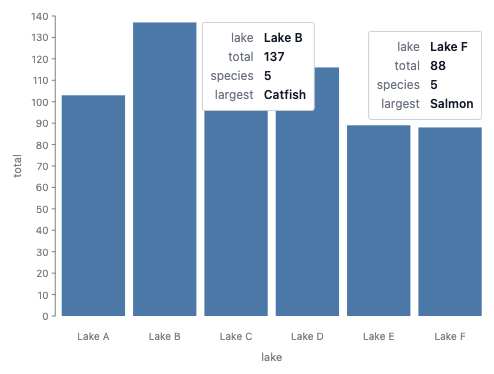 140
130
120
110
100
90
80
70
60
50
40
30
20
10
0
total
lake Lake B
total 137
species 5
largest Catfish
lake Lake F
total 88
species 5
largest Salmon
Lake A Lake B Lake C Lake D Lake E Lake F
lake